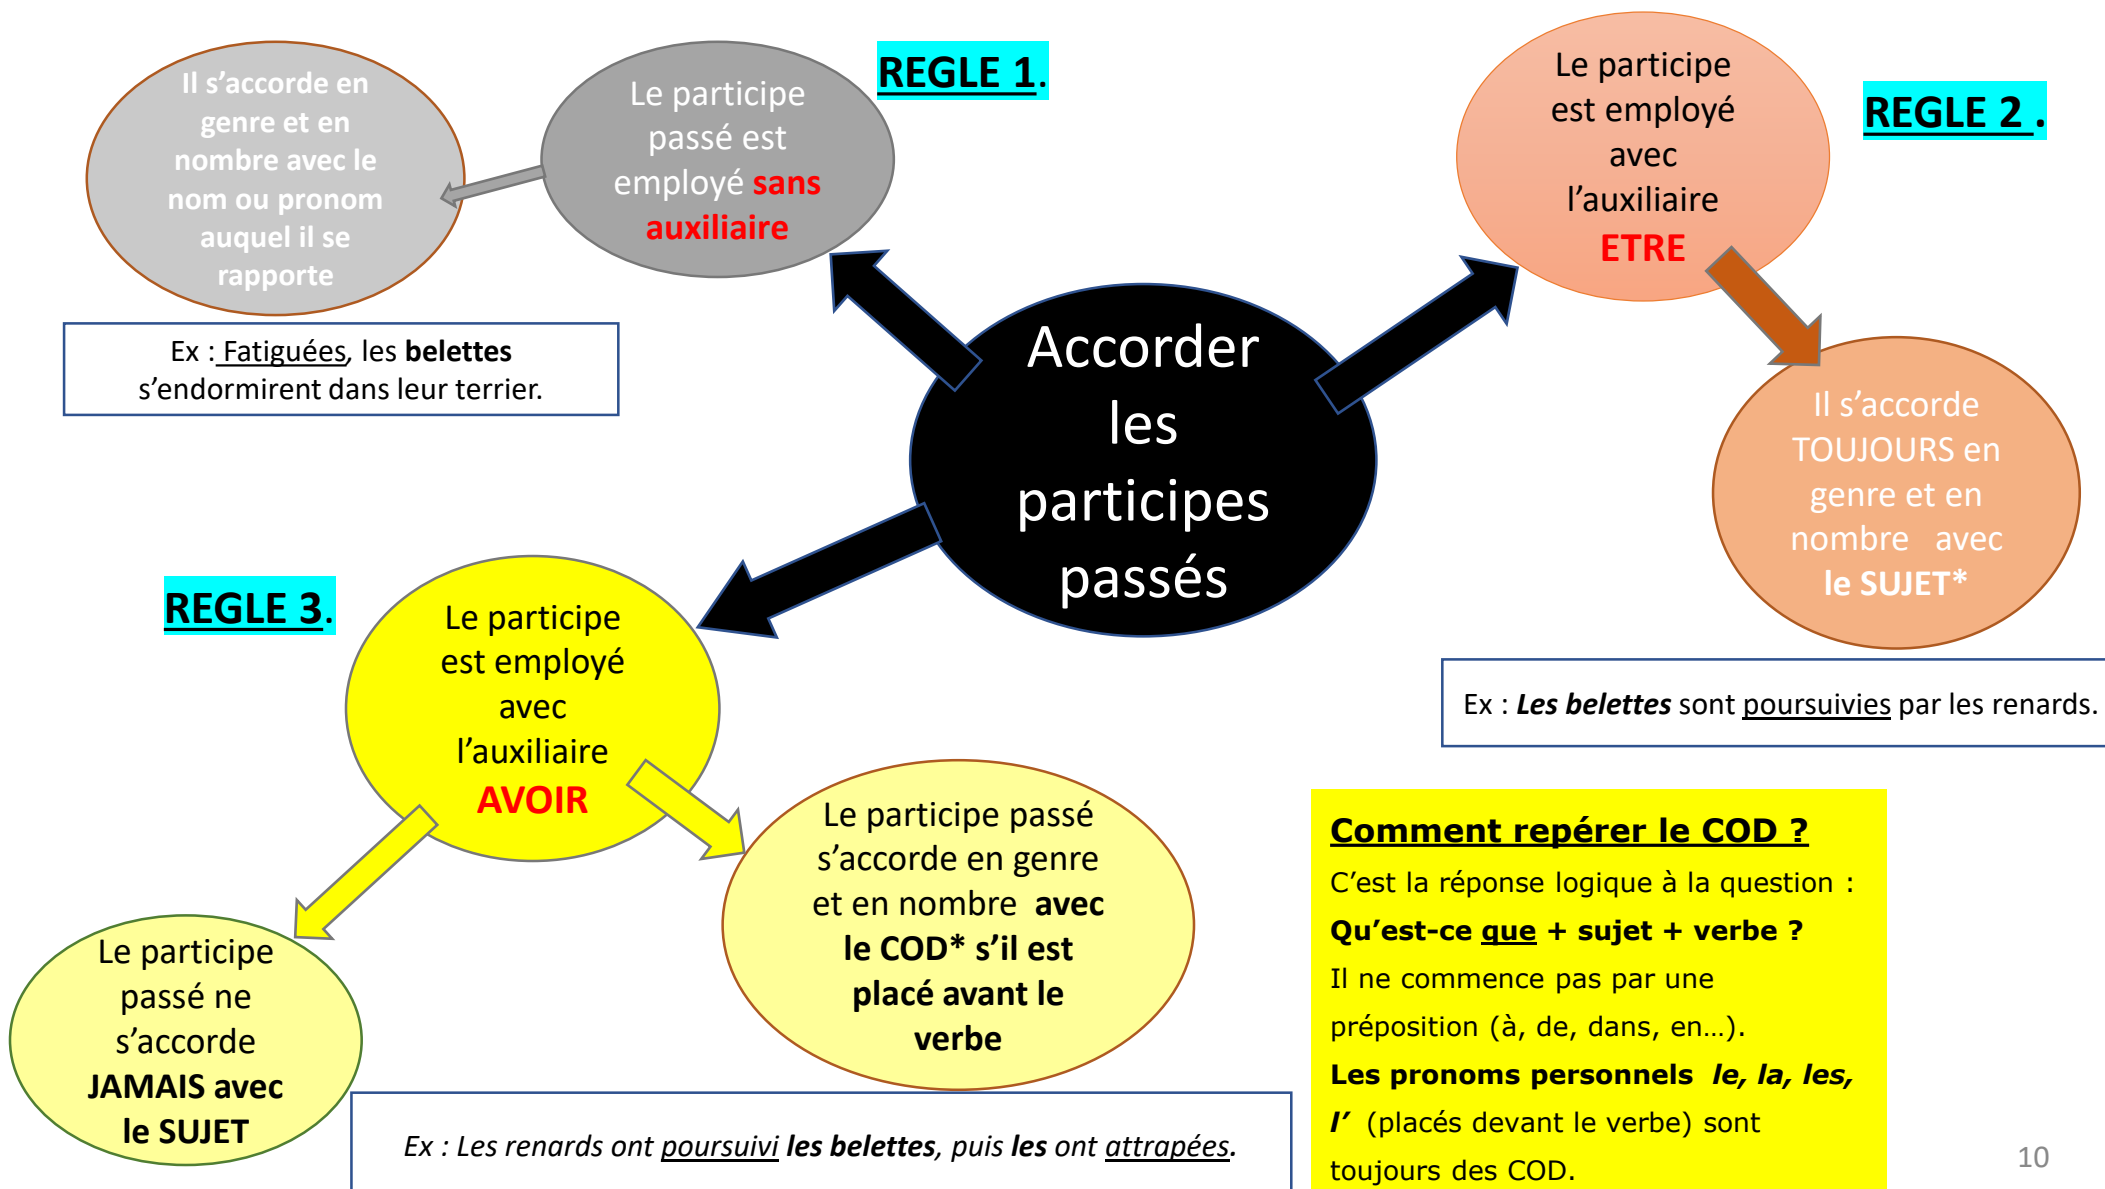 REGLE 1.
Le participe
passé est
employé sans
auxiliaire
Il s’accorde en
genre et en
nombre avec le
nom ou pronom
auquel il se
rapporte
Ex : Fatiguées, les belettes
s’endormirent dans leur terrier.
Le participe
est employé
avec
l’auxiliaire
ETRE
REGLE 2 .
Il s’accorde
TOUJOURS en
genre et en
nombre avec
le SUJET*
Ex : Les belettes sont poursuivies par les renards.
Accorder
les
participes
passés
REGLE 3.
Le participe
est employé
avec
l’auxiliaire
AVOIR
Le participe
passé ne
s’accorde
JAMAIS avec
le SUJET
Le participe passé
s’accorde en genre
et en nombre avec
le COD* s’il est
placé avant le
verbe
Ex : Les renards ont poursuivi les belettes, puis les ont attrapées.
Comment repérer le COD ?
C’est la réponse logique à la question :
Qu’est-ce que + sujet + verbe ?
Il ne commence pas par une
préposition (à, de, dans, en…).
Les pronoms personnels le, la, les,
l’ (placés devant le verbe) sont
toujours des COD.
10